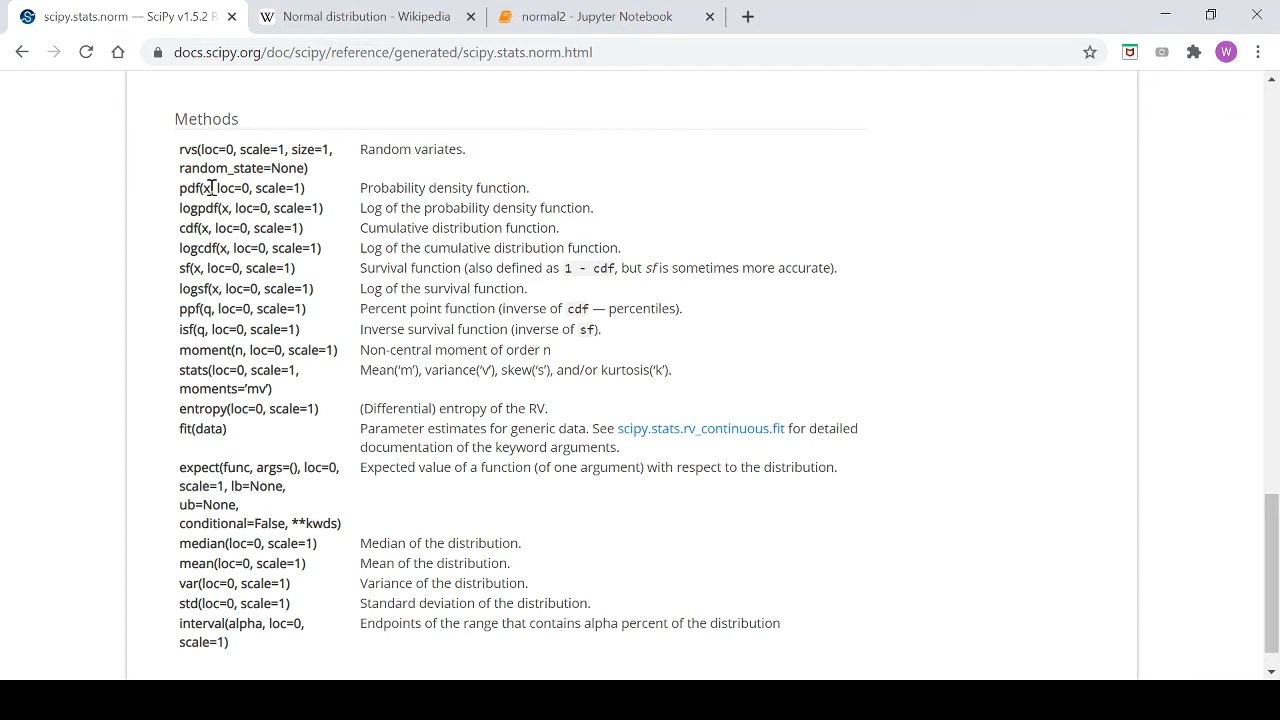 scipy.stats.norm — SciPy v1.5.2 R
Normal distribution - Wikipedia
normal2 - Jupyter Notebook
docs.scipy.org/doc/scipy/reference/generated/scipy.stats.norm.html
W
Methods
rvs(loc=0, scale=1, size=1, Random variates.
random_state=None)
pdf(x, loc=0, scale=1) Probability density function.
logpdf(x, loc=0, scale=1) Log of the probability density function.
cdf(x, loc=0, scale=1) Cumulative distribution function.
logcdf(x, loc=0, scale=1) Log of the cumulative distribution function.
sf(x, loc=0, scale=1) Survival function (also defined as 1 - cdf, but sf is sometimes more accurate).
logsf(x, loc=0, scale=1) Log of the survival function.
ppf(q, loc=0, scale=1) Percent point function (inverse of cdf — percentiles).
isf(q, loc=0, scale=1) Inverse survival function (inverse of sf).
moment(n, loc=0, scale=1) Non-central moment of order n
stats(loc=0, scale=1, Mean(‘m’), variance(‘v’), skew(‘s’), and/or kurtosis(‘k’).
moments=’mv’)
entropy(loc=0, scale=1) (Differential) entropy of the RV.
fit(data) Parameter estimates for generic data. See scipy.stats.rv_continuous.fit for detailed
documentation of the keyword arguments.
expect(func, args=(), loc=0, Expected value of a function (of one argument) with respect to the distribution.
scale=1, lb=None,
ub=None,
conditional=False, **kwds)
median(loc=0, scale=1) Median of the distribution.
mean(loc=0, scale=1) Mean of the distribution.
var(loc=0, scale=1) Variance of the distribution.
std(loc=0, scale=1) Standard deviation of the distribution.
interval(alpha, loc=0, Endpoints of the range that contains alpha percent of the distribution
scale=1)